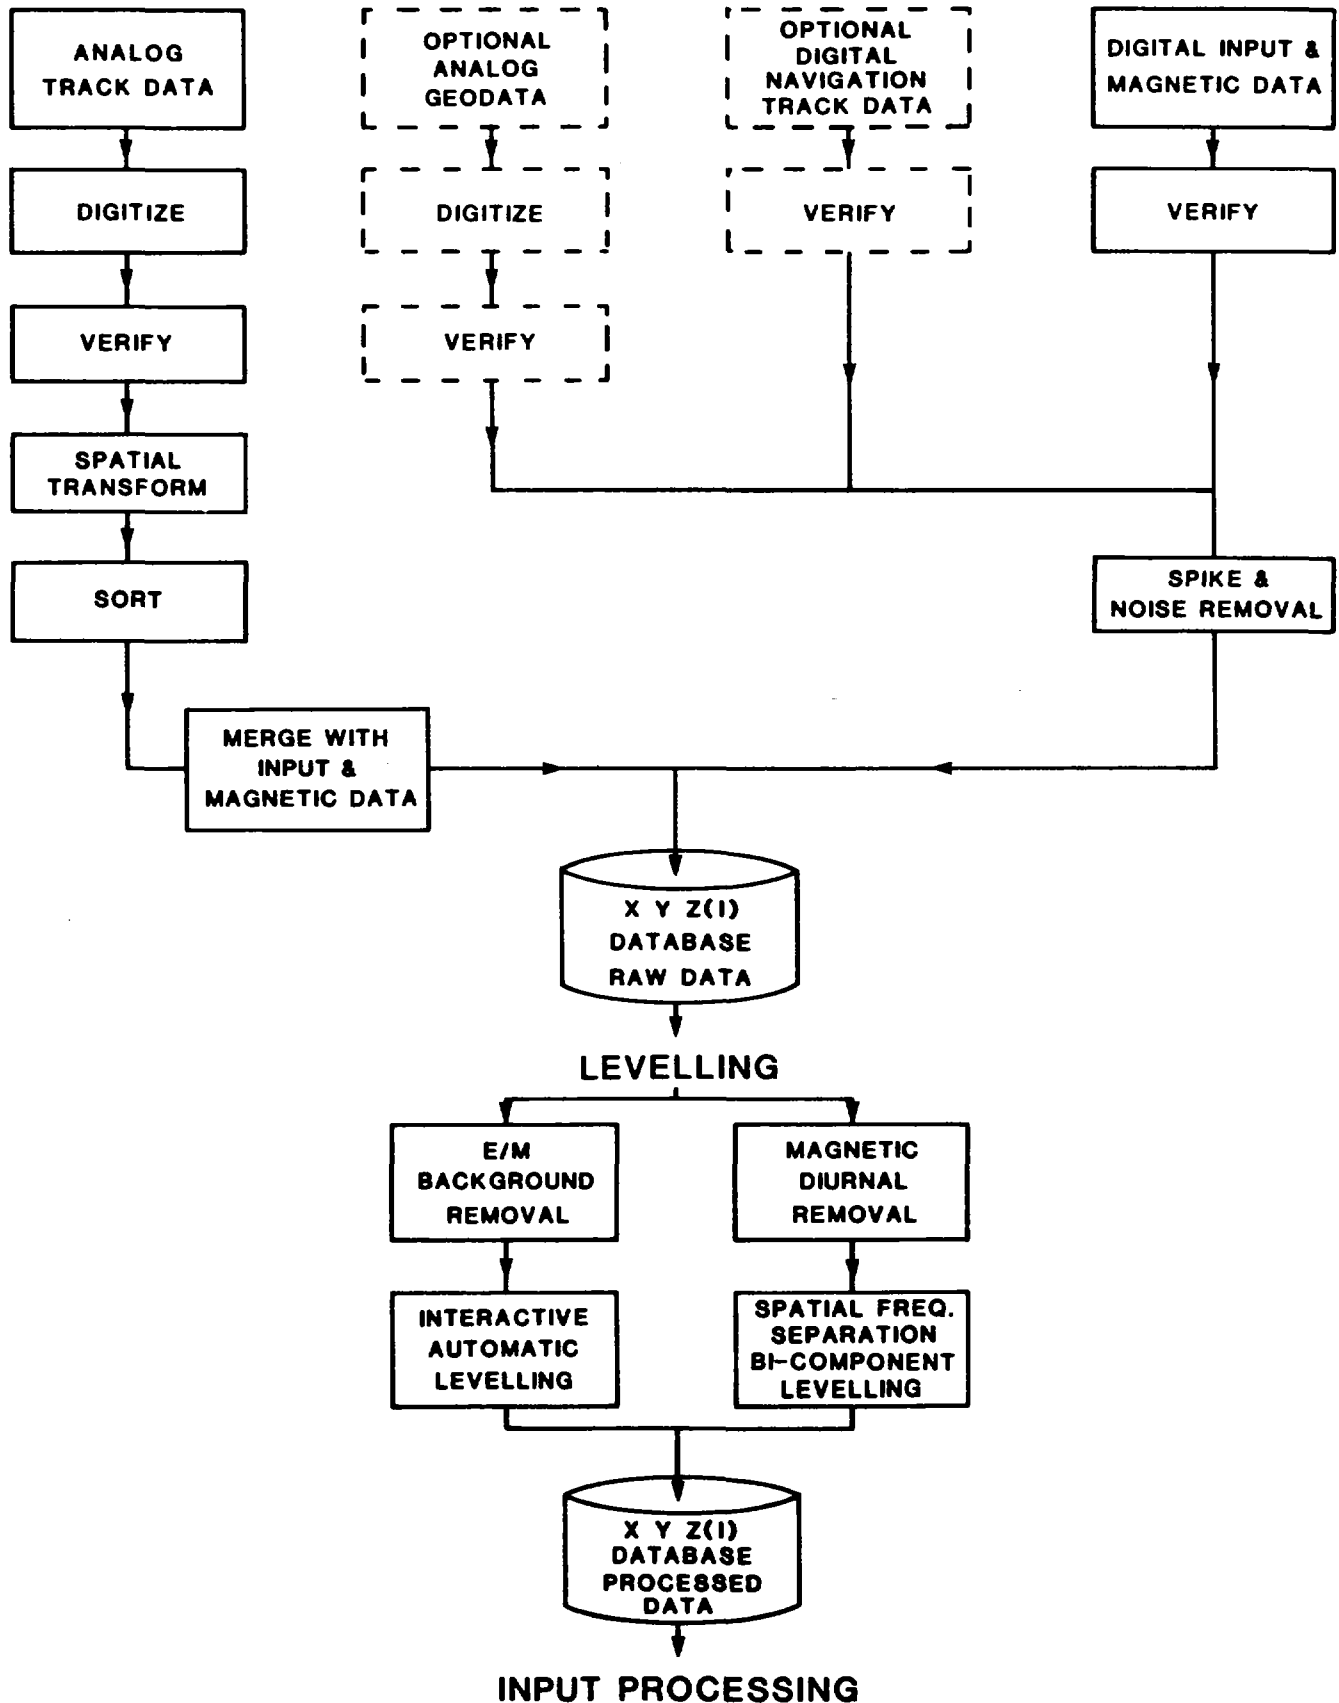 ANALOG
TRACK DATA
OPTIONAL
ANALOG
GEODATA
OPTIONAL
DIGITAL
NAVIGATION
TRACK DATA
DIGITAL INPUT &
MAGNETIC DATA
DIGITIZE
DIGITIZE
VERIFY
VERIFY
VERIFY
VERIFY
SPATIAL
TRANSFORM
SORT
SPIKE &
NOISE REMOVAL
MERGE WITH
INPUT &
MAGNETIC DATA
X Y Z(I)
DATABASE
RAW DATA
LEVELLING
E/M
BACKGROUND
REMOVAL
MAGNETIC
DIURNAL
REMOVAL
INTERACTIVE
AUTOMATIC
LEVELLING
SPATIAL FREQ.
SEPARATION
BI-COMPONENT
LEVELLING
X Y Z(I)
DATABASE
PROCESSED
DATA
INPUT PROCESSING